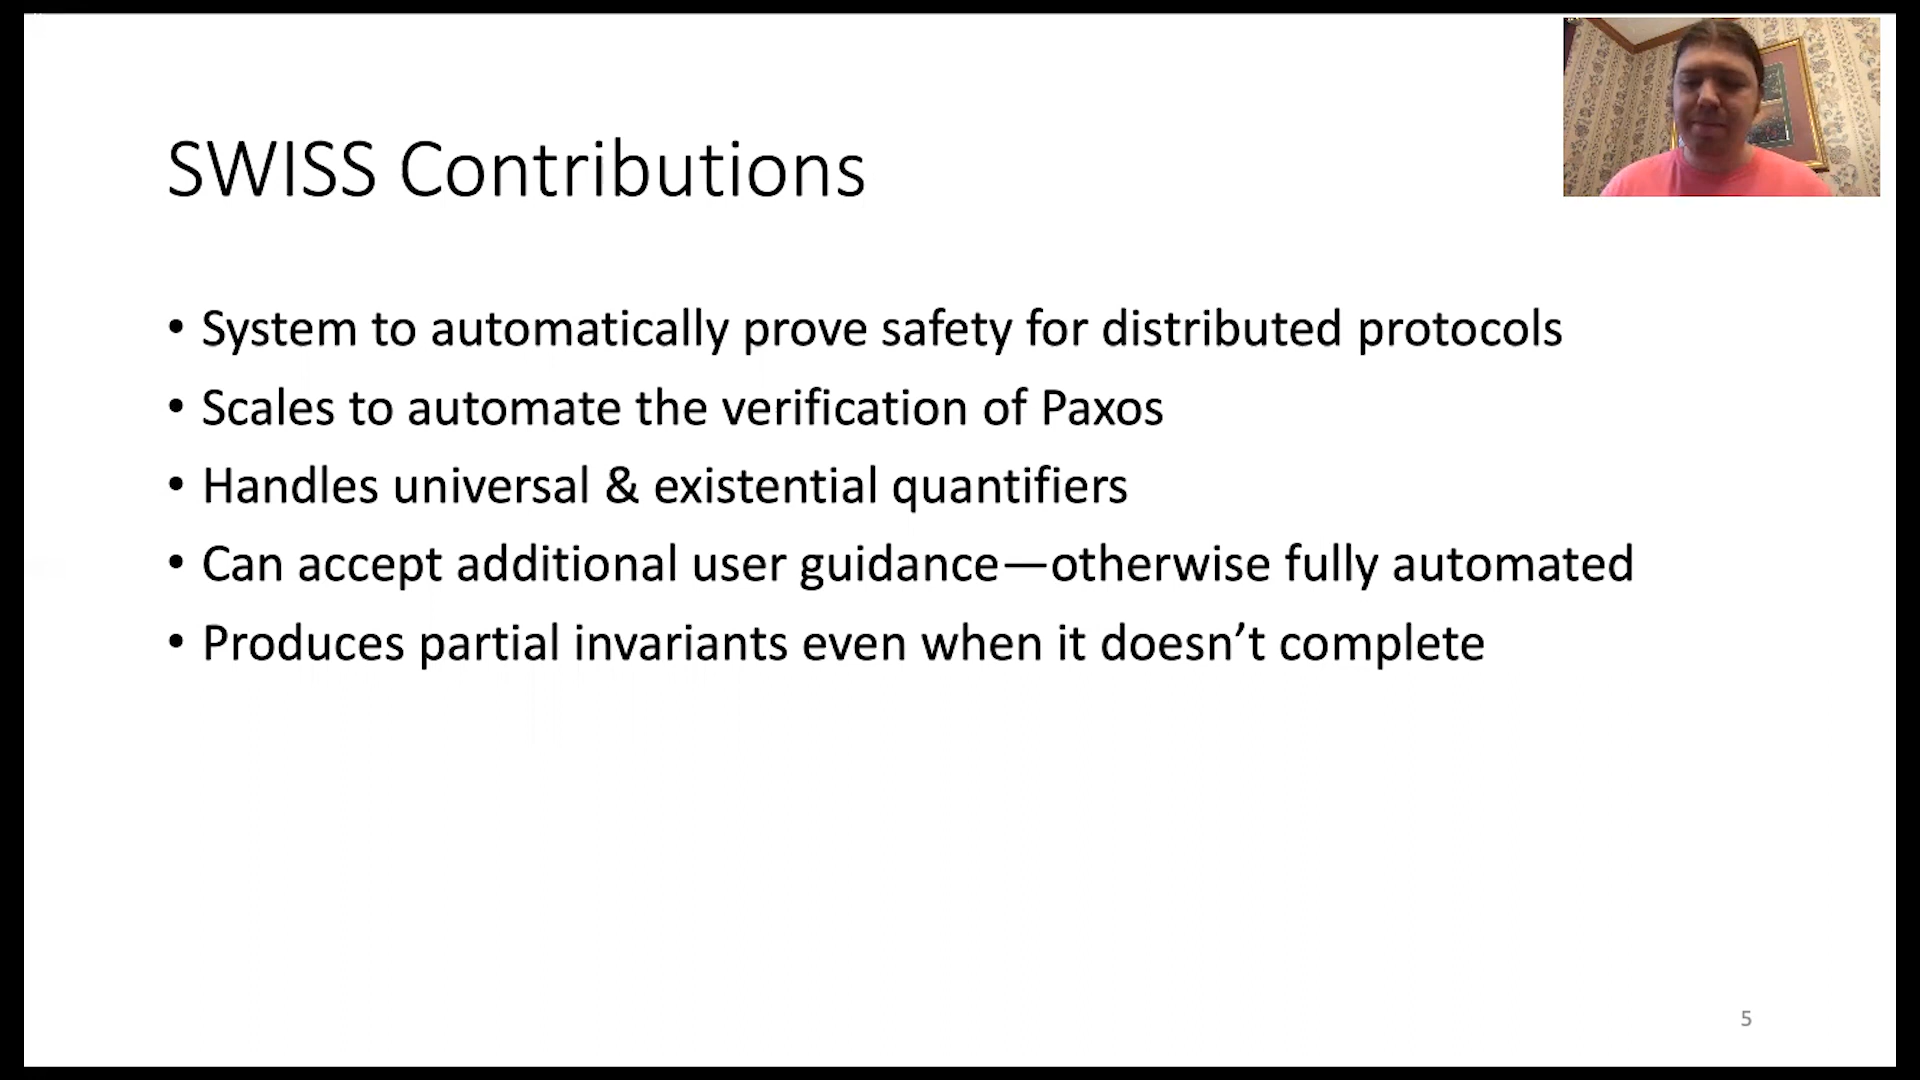 SWISS Contributions
• System to automatically prove safety for distributed protocols
• Scales to automate the verification of Paxos
• Handles universal & existential quantifiers
• Can accept additional user guidance—otherwise fully automated
• Produces partial invariants even when it doesn’t complete
5